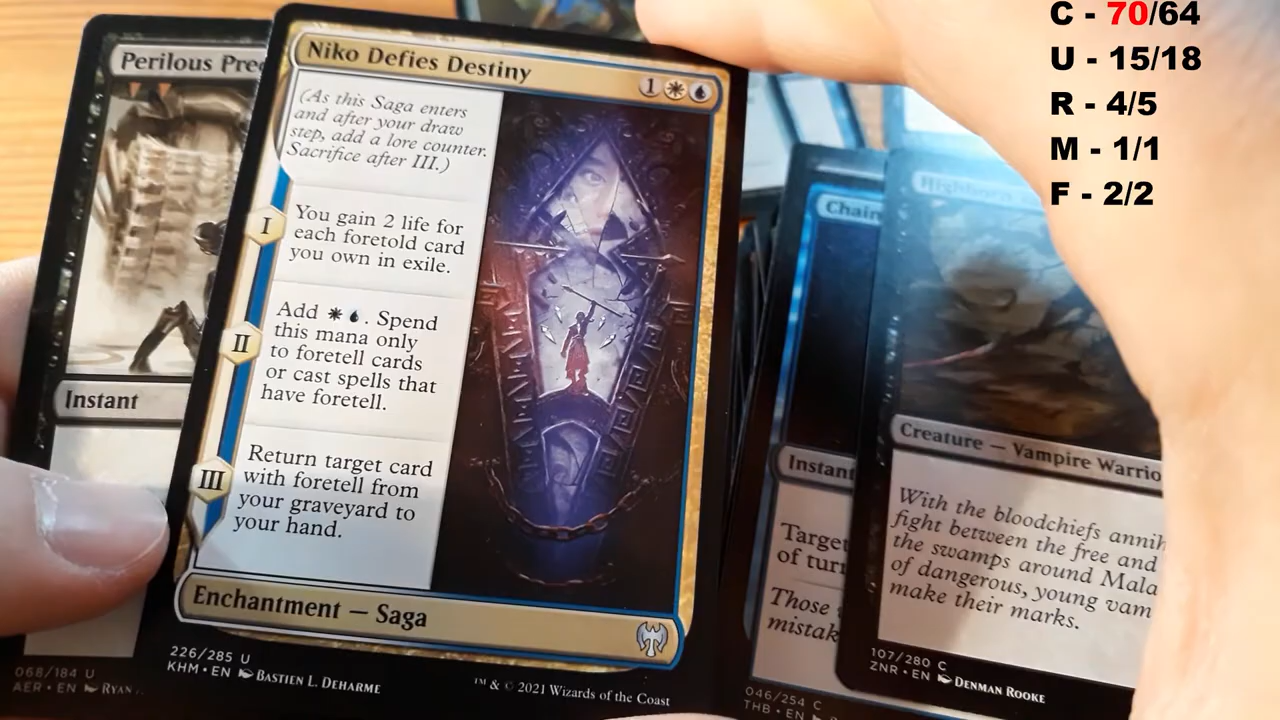 C - 70/64
U - 15/18
R - 4/5
M - 1/1
F - 2/2
Perilous
Instant
068/184 U
AER • EN RYAN
Niko Defies Destiny
1
(As this Saga enters
and after your draw
step, add a lore counter.
Sacrifice after III.)
I
You gain 2 life for
each foretold card
you own in exile.
II
Add . Spend
this mana only
to foretell cards
or cast spells that
have foretell.
III
Return target card
with foretell from
your graveyard to
your hand.
Enchantment — Saga
226/285 U
KHM • EN BASTIEN L. DEHARME
™ & © 2021 Wizards of the Coast
Chain
Instant
Target
of turn
Those
mistak
046/254 C
THB • EN
Highborn
Creature — Vampire Warrio
With the bloodchiefs annih
fight between the free and
the swamps around Mala
of dangerous, young vam
make their marks.
107/280 C
ZNR • EN DENMAN ROOKE